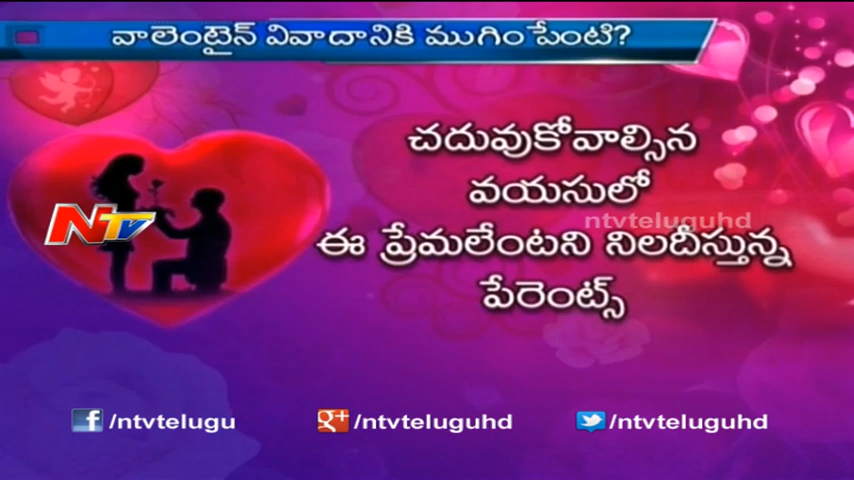 వాలెంటైన్ వివాదానికి ముగింపేంటి?
చదువుకోవాల్సిన
వయసులో
ntvteluguhd
NTV
ఈ ప్రేమలేంటని నిలదీస్తున్న
పేరెంట్స్
/ntvtelugu
/ntvteluguhd
/ntvteluguhd